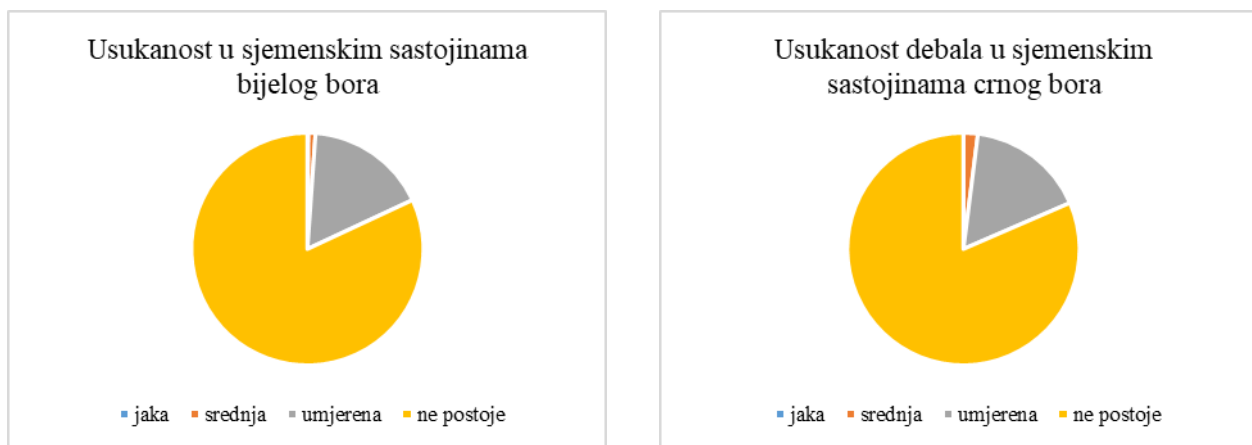 Usukanost u sjemenskim sastojinama
bijelog bora
jaka srednja umjerena ne postoje
Usukanost debala u sjemenskim
sastojinama crnog bora
jaka srednja umjerena ne postoje